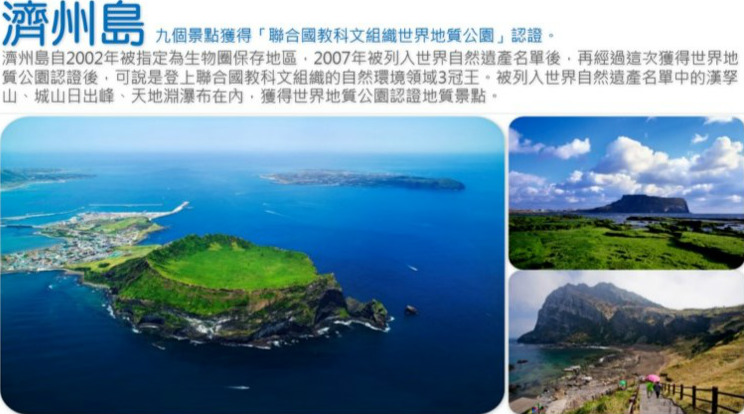 濟州島 九個景點獲得「聯合國教科文組織世界地質公園」認證。
濟州島自2002年被指定為生物圈保存地區，2007年被列入世界自然遺產名單後，再經過這次獲得世界地
質公園認證後，可說是登上聯合國教科文組織的自然環境領域3冠王。被列入世界自然遺產名單中的漢拏
山、城山日出峰、天地淵瀑布在內，獲得世界地質公園認證地質景點。